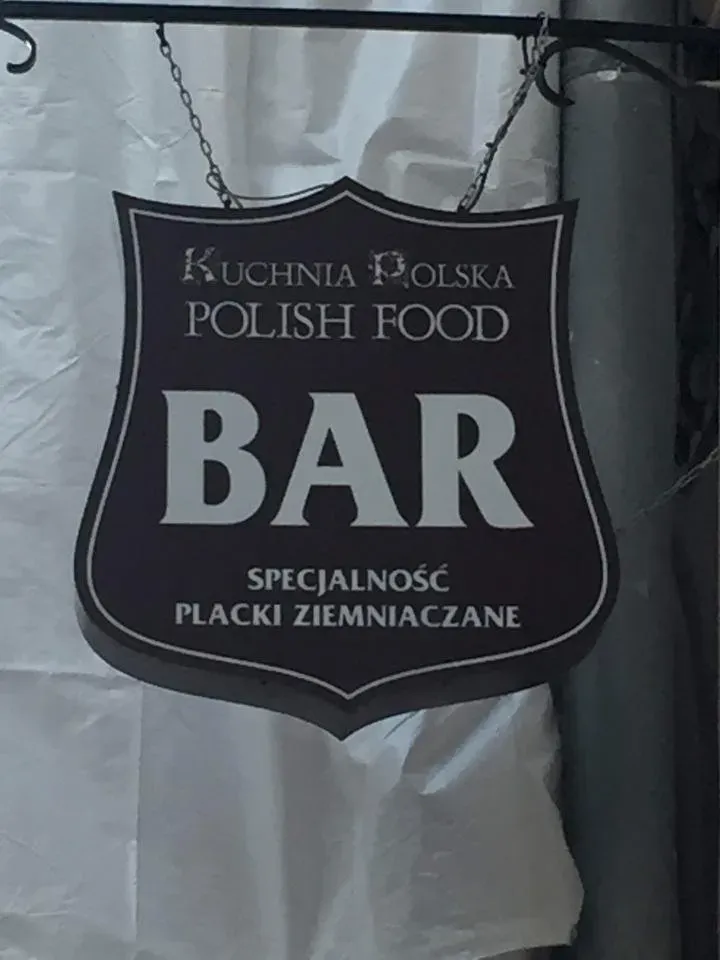 Kuchnia Polska
POLISH FOOD
BAR
SPECJALNOŚĆ
PLACKI ZIEMNIACZANE